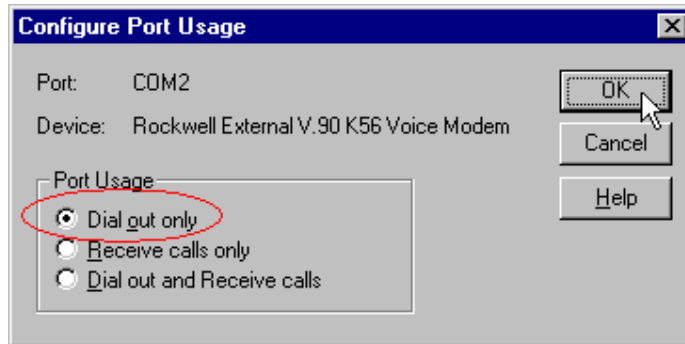 Configure Port Usage
Port: COM2
Device: Rockwell External V.90 K56 Voice Modem
OK
Cancel
Help
Port Usage
Dial out only
Receive calls only
Dial out and Receive calls